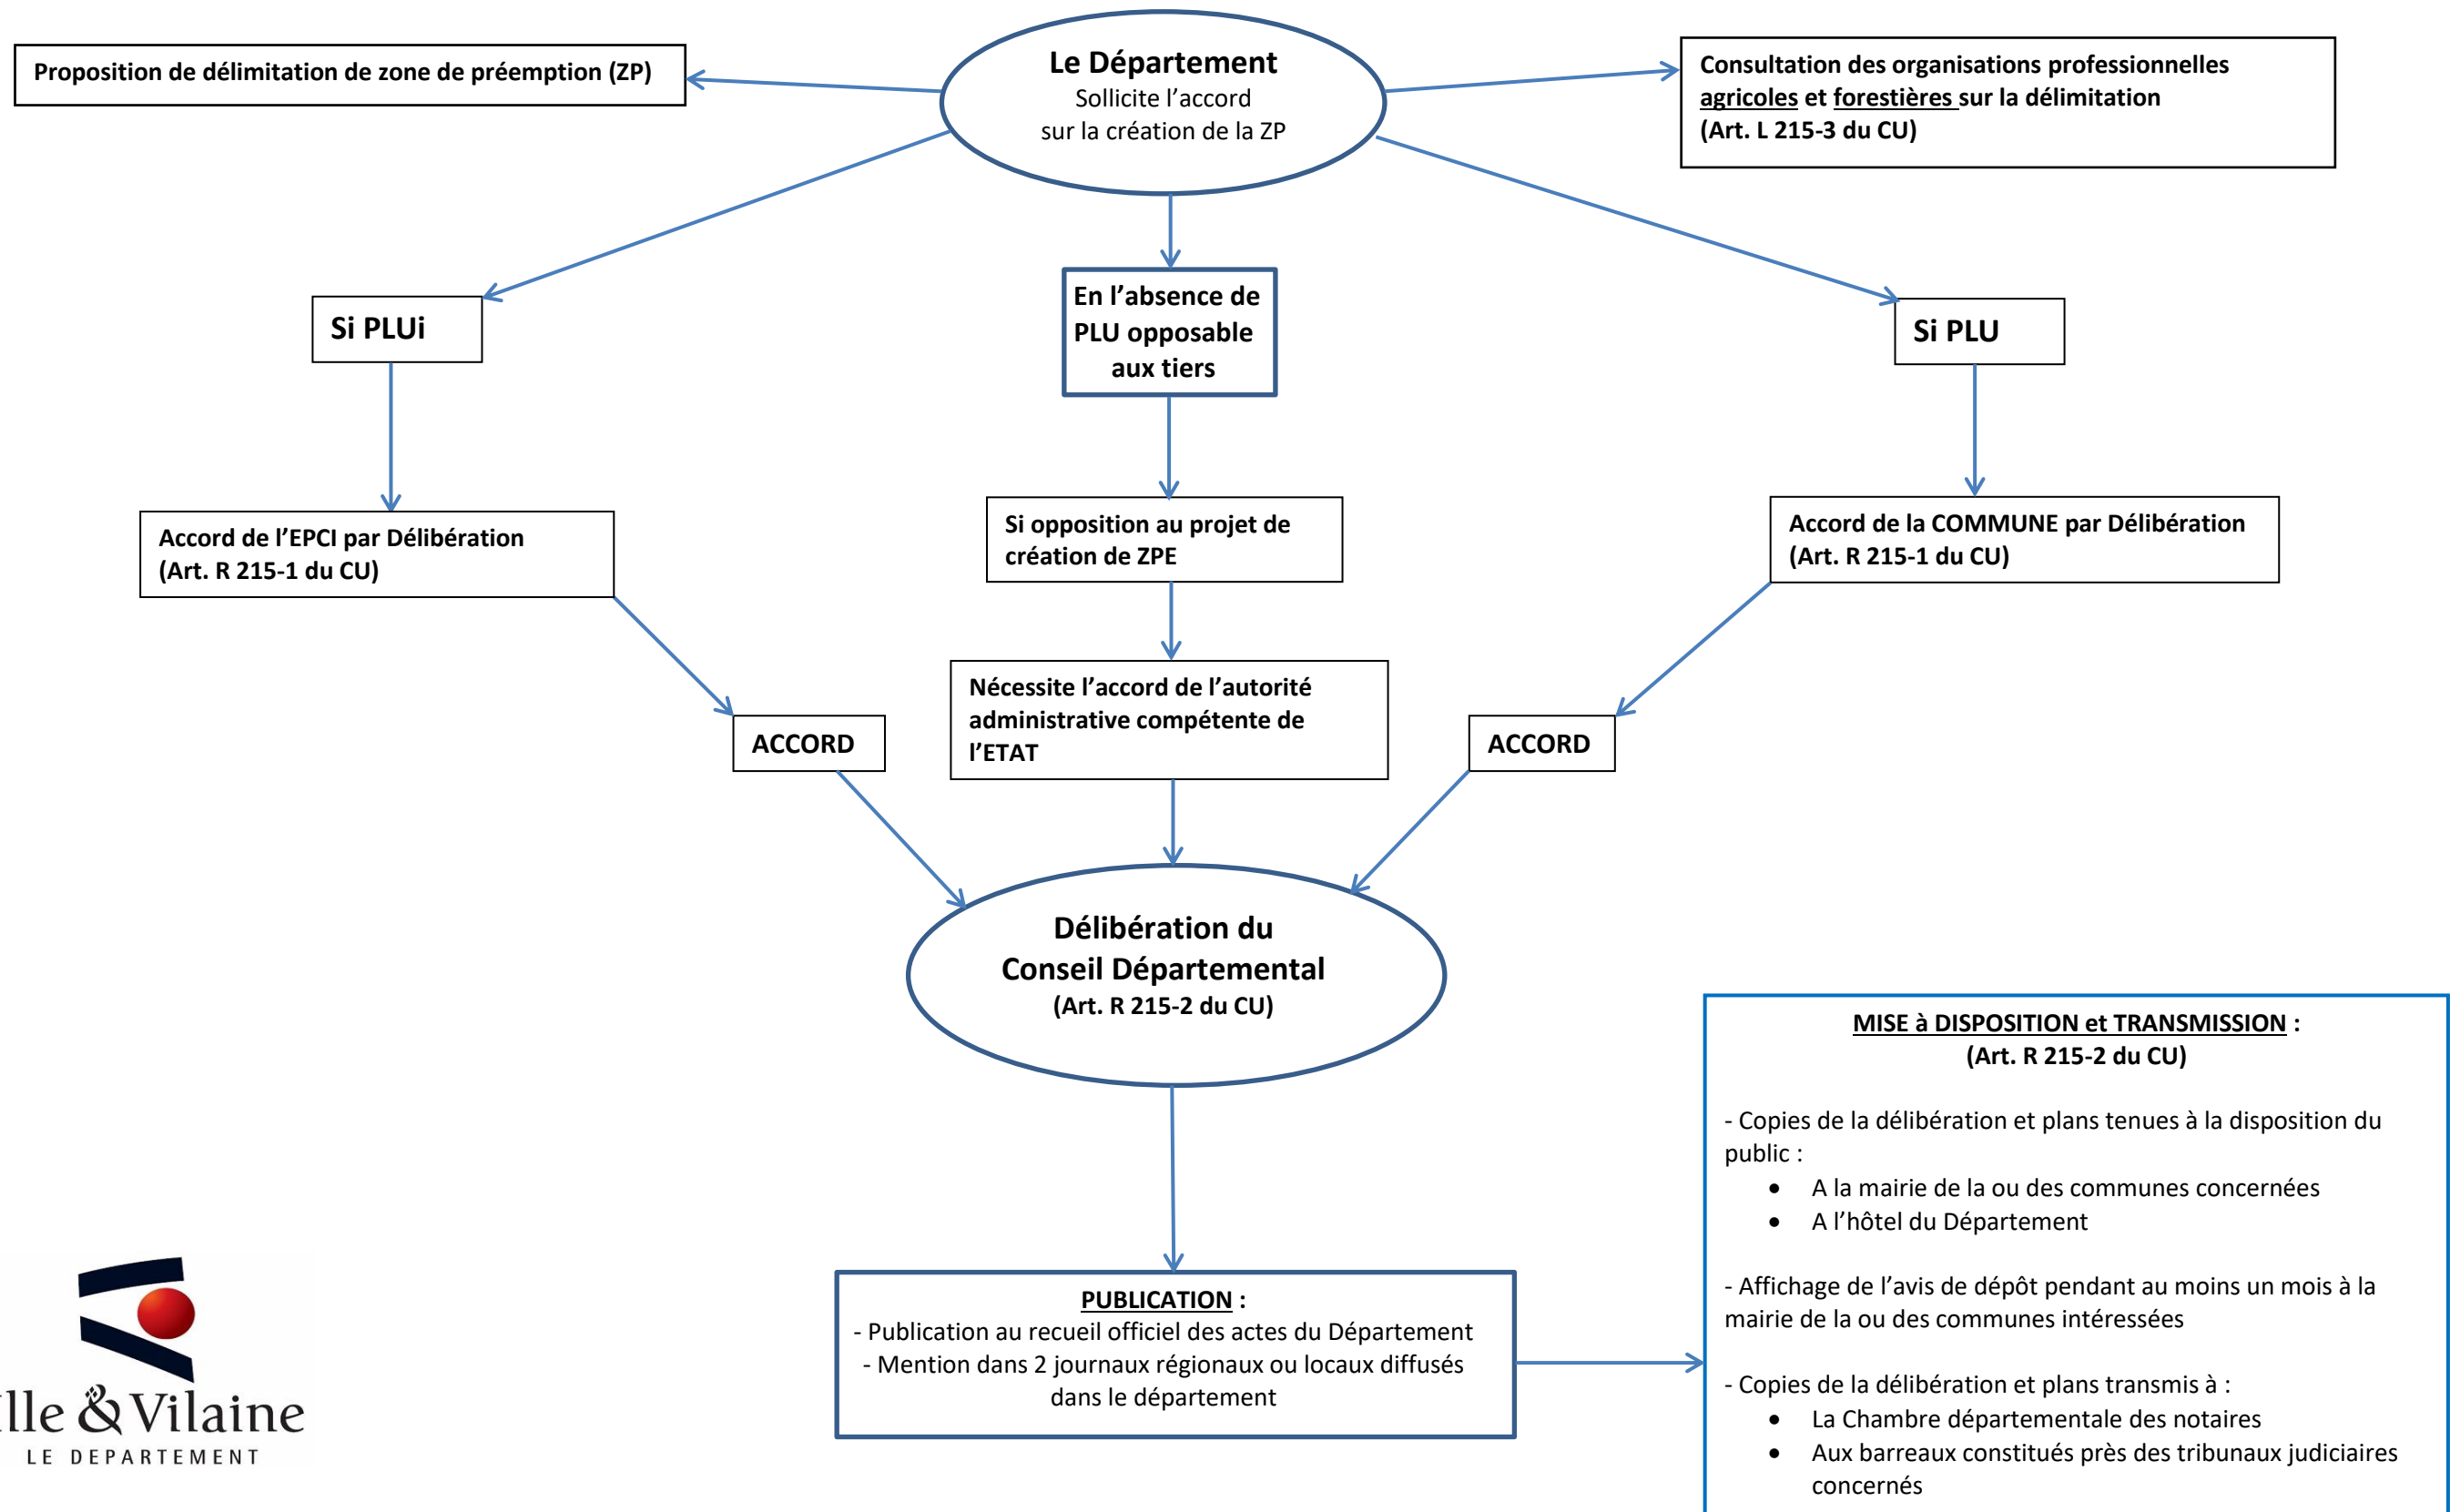 Le Département
Sollicite l’accord
sur la création de la ZP
Proposition de délimitation de zone de préemption (ZP)
Consultation des organisations professionnelles
agricoles et forestières sur la délimitation
(Art. L 215-3 du CU)
Si PLUi
En l’absence de
PLU opposable
aux tiers
Si PLU
Accord de l’EPCI par Délibération
(Art. R 215-1 du CU)
Si opposition au projet de
création de ZPE
Accord de la COMMUNE par Délibération
(Art. R 215-1 du CU)
ACCORD
Nécessite l’accord de l’autorité
administrative compétente de
l’ETAT
ACCORD
Délibération du
Conseil Départemental
(Art. R 215-2 du CU)
PUBLICATION :
- Publication au recueil officiel des actes du Département
- Mention dans 2 journaux régionaux ou locaux diffusés
dans le département
MISE à DISPOSITION et TRANSMISSION :
(Art. R 215-2 du CU)
- Copies de la délibération et plans tenues à la disposition du
public :
• A la mairie de la ou des communes concernées
• A l’hôtel du Département
- Affichage de l’avis de dépôt pendant au moins un mois à la
mairie de la ou des communes intéressées
- Copies de la délibération et plans transmis à :
• La Chambre départementale des notaires
• Aux barreaux constitués près des tribunaux judiciaires
concernés
Ille & Vilaine
LE DEPARTEMENT